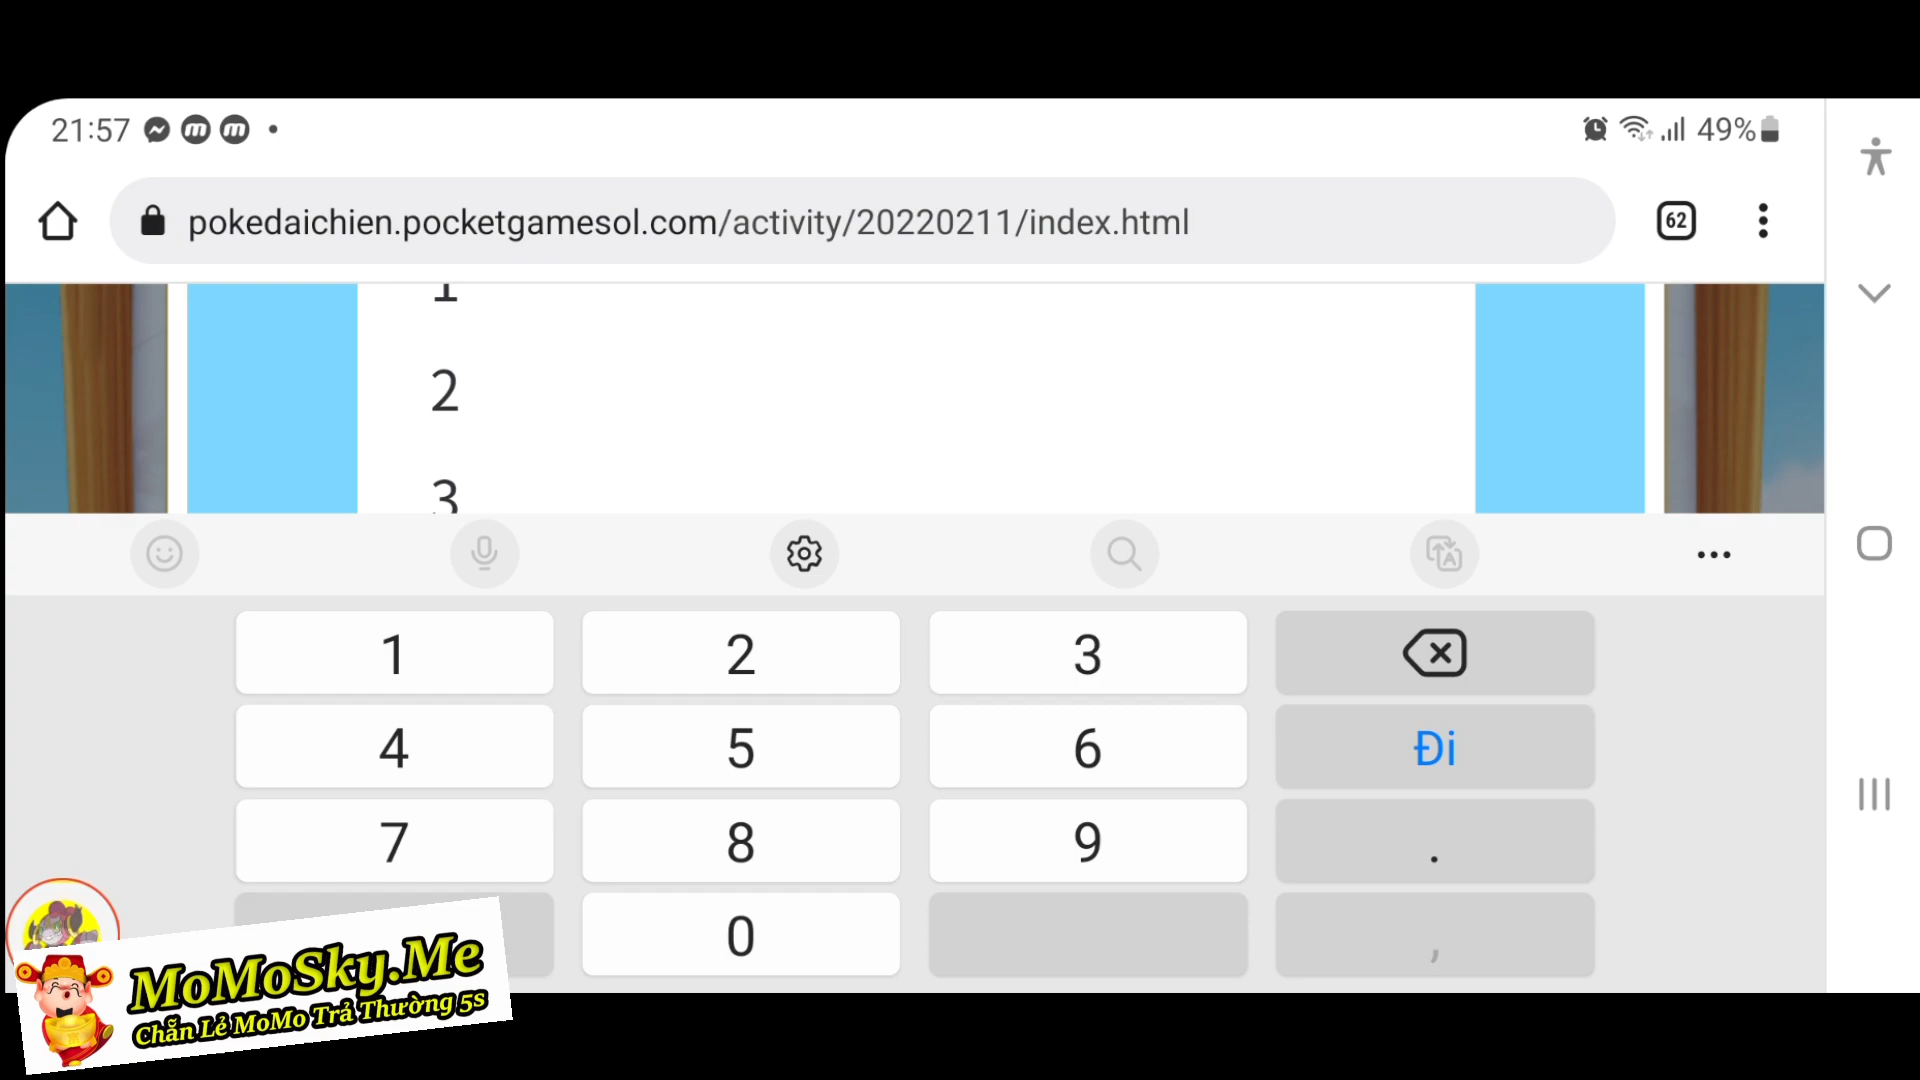 21:57 49%
pokedaichien.pocketgamesol.com/activity/20220211/index.html 62
1
2
3
1 2 3
4 5 6 Đi
7 8 9 .
0 ,
MoMoSky.Me
Chẵn Lẻ MoMo Trả Thưởng 5s